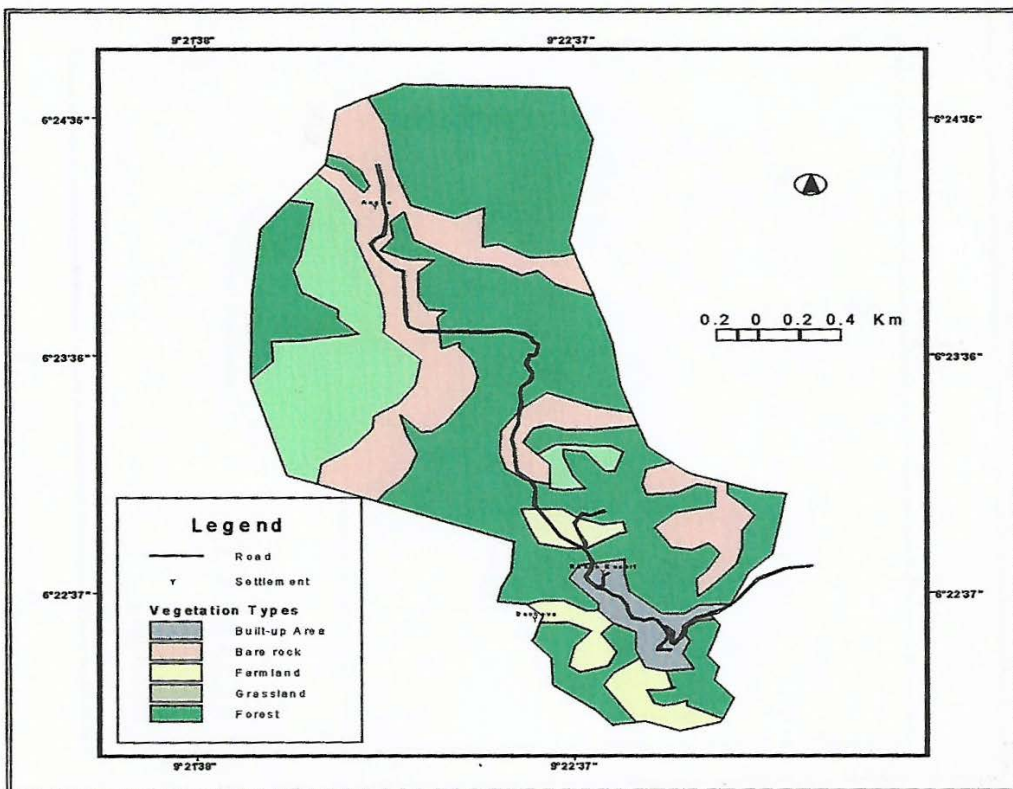 9°21'38"
9°22'37"
6°24'35"
6°24'35"
0.2 0 0.2 0.4 Km
6°23'36"
6°23'36"
Legend
Road
Settlement
Vegetation Types
Built-up Area
Bare rock
Farmland
Grassland
Forest
6°22'37"
6°22'37"
9°21'38"
9°22'37"